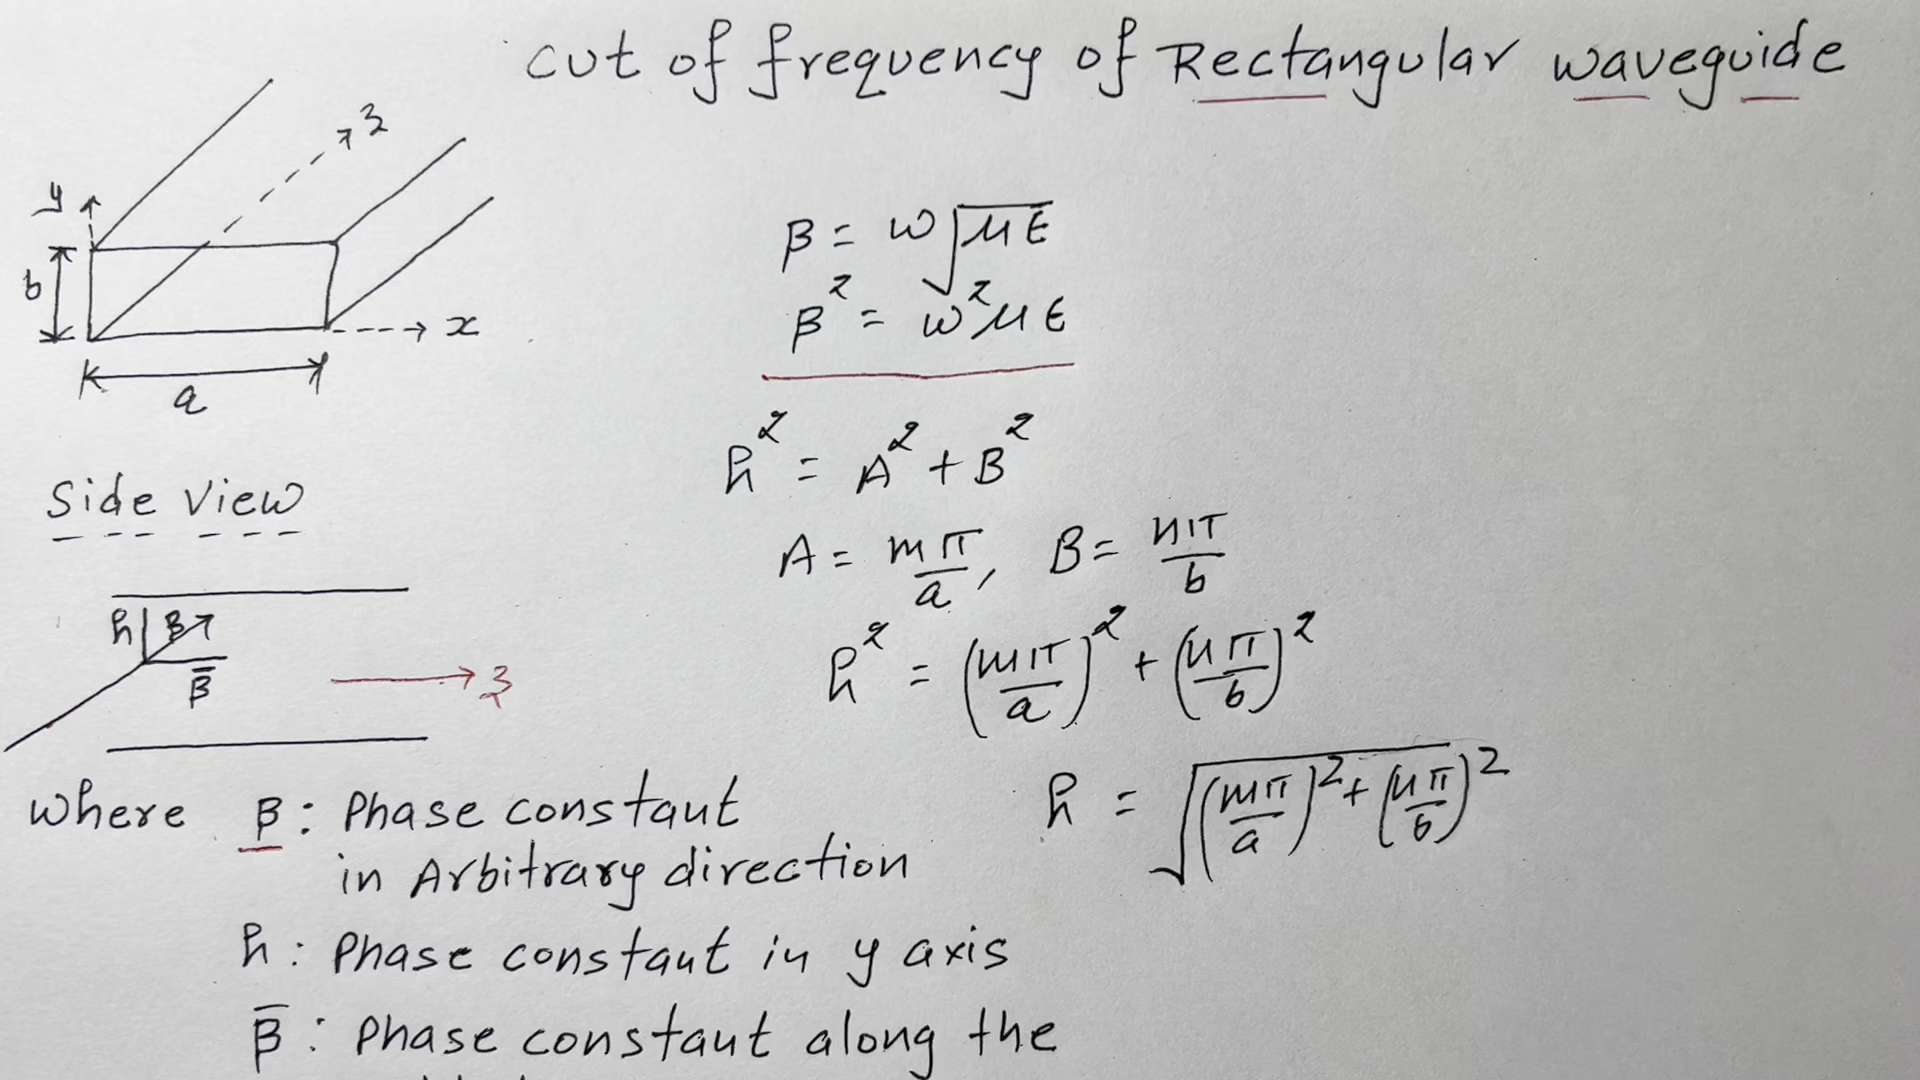 cut of frequency of Rectangular waveguide
z
y
b
x
a
β = ω√με
β² = ω²με
h² = A² + B²
A = mπ/a, B = nπ/b
h² = (mπ/a)² + (nπ/b)²
h = √(mπ/a)² + (nπ/b)²
Side View
h β
β̅
z
where β : Phase constant
in Arbitrary direction
h : Phase constant in y axis
β̅ : Phase constant along the